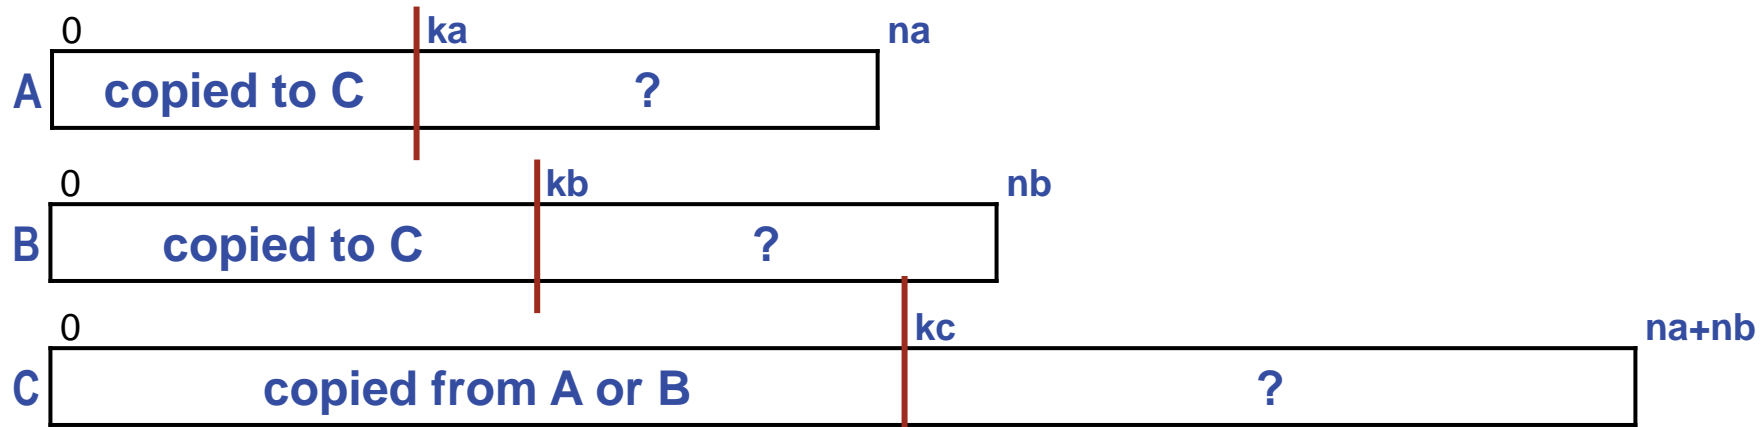 0 ka na
A copied to C ?
0 kb nb
B copied to C ?
0 kc na+nb
C copied from A or B ?